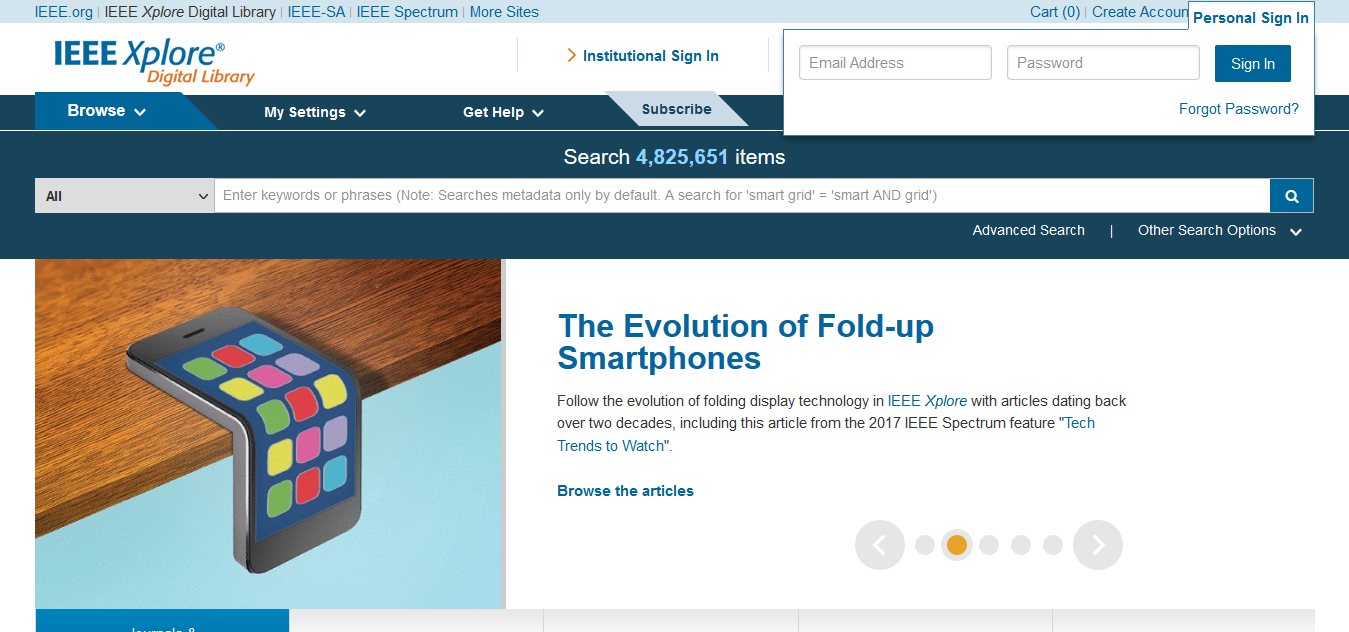 IEEE.org | IEEE Xplore Digital Library | IEEE-SA | IEEE Spectrum | More Sites
Cart (0) | Create Accoun
Personal Sign In
IEEE Xplore®
Digital Library
Institutional Sign In
Email Address
Password
Sign In
Forgot Password?
Browse
My Settings
Get Help
Subscribe
Search 4,825,651 items
All
Enter keywords or phrases (Note: Searches metadata only by default. A search for 'smart grid' = 'smart AND grid')
Advanced Search | Other Search Options
The Evolution of Fold-up
Smartphones
Follow the evolution of folding display technology in IEEE Xplore with articles dating back
over two decades, including this article from the 2017 IEEE Spectrum feature "Tech
Trends to Watch".
Browse the articles
Journals &